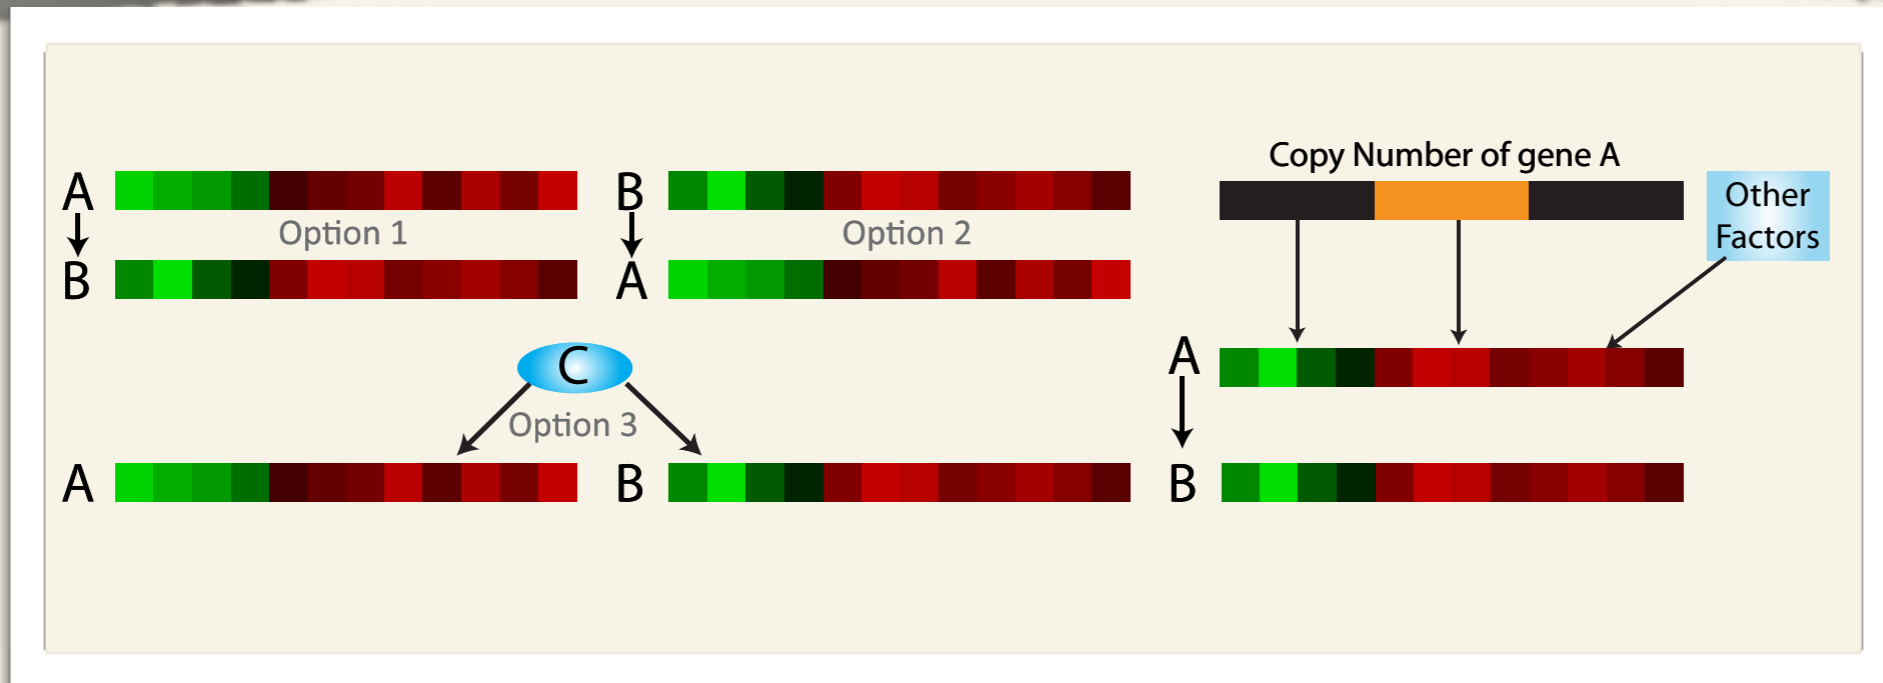 A
Option 1
B
B
Option 2
A
C
Option 3
A
B
Copy Number of gene A
Other
Factors
A
B